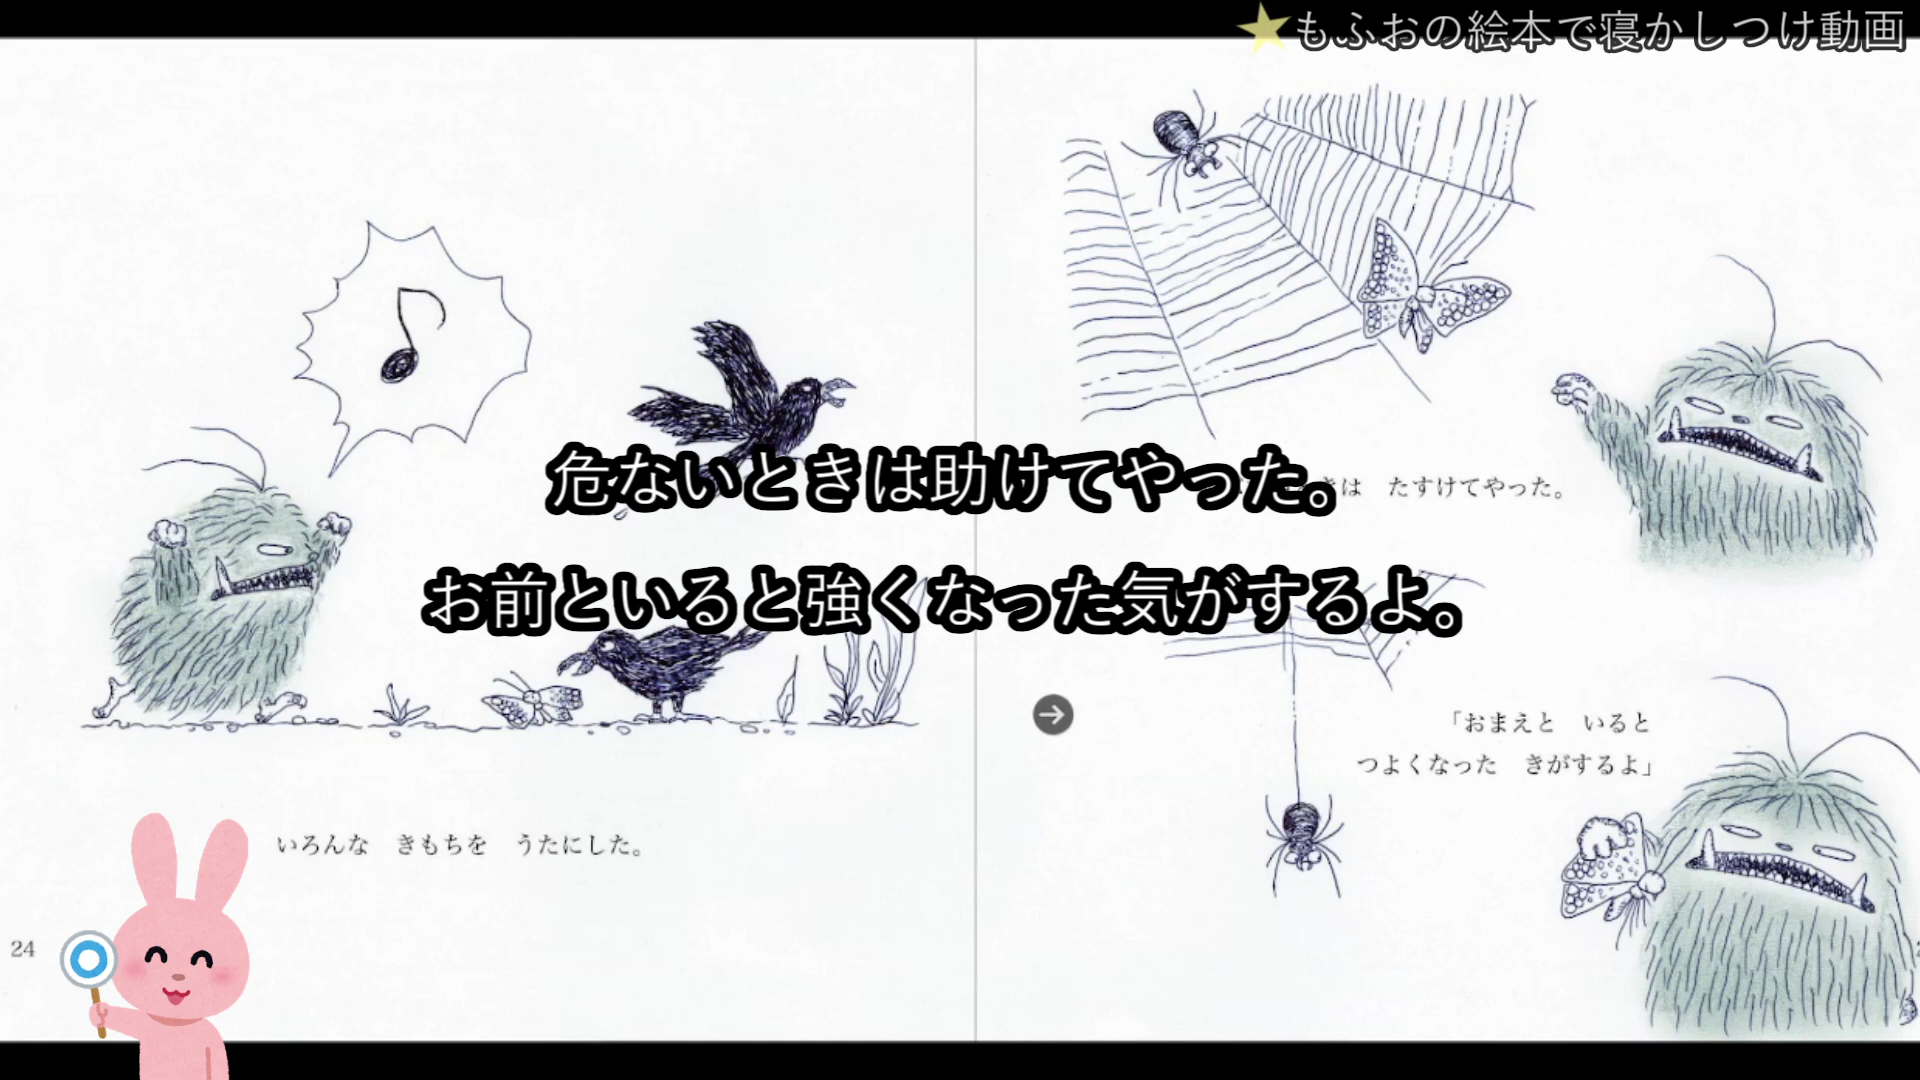 ★もふおの絵本で寝かしつけ動画
危ないときは助けてやった。
きは たすけてやった。
お前といると強くなった気がするよ。
「おまえと いると
つよくなった きがするよ」
いろんな きもちを うたにした。
24